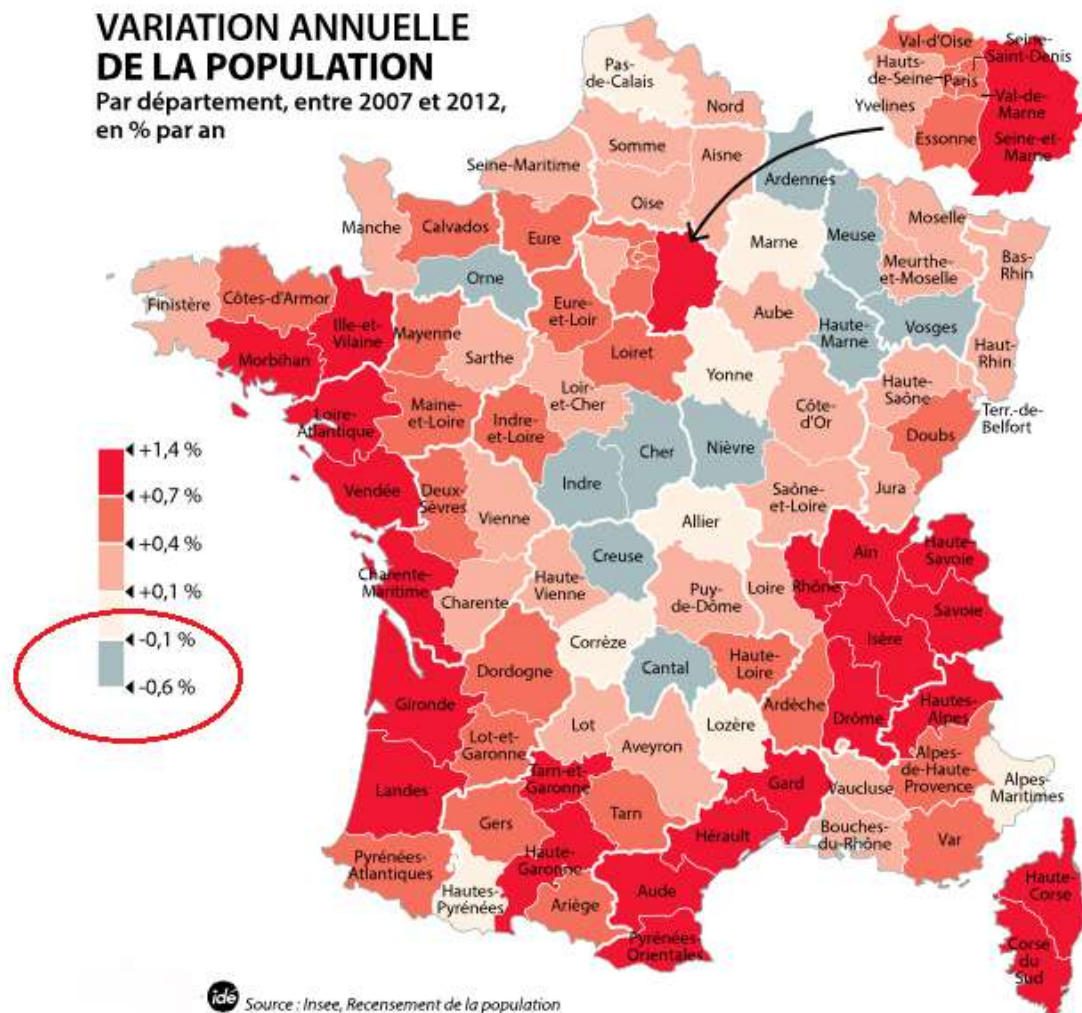 VARIATION ANNUELLE
DE LA POPULATION
Par département, entre 2007 et 2012,
en % par an
Val-d'Oise
Seine-
Saint-Denis
Hauts-
de-Seine
Paris
Yvelines
Val-de-
Marne
Essonne
Seine-et-
Marne
Pas-
de-Calais
Nord
Somme
Seine-Maritime
Aisne
Ardennes
Oise
Manche
Calvados
Eure
Marne
Meuse
Moselle
Meurthe-
et-Moselle
Bas-
Rhin
Orne
Finistère
Côtes-d'Armor
Ille-et-
Vilaine
Mayenne
Eure-
et-Loir
Aube
Haute-
Marne
Vosges
Morbihan
Sarthe
Loiret
Haut-
Rhin
Yonne
Loir-
et-Cher
Haute-
Saône
Loire-
Atlantique
Maine-
et-Loire
Indre-
et-Loire
Côte-
d'Or
Terr.-de-
Belfort
Doubs
Cher
Nièvre
+1,4 %
+0,7 %
+0,4 %
+0,1 %
-0,1 %
-0,6 %
Vendée
Deux-
Sèvres
Vienne
Indre
Saône-
et-Loire
Jura
Allier
Creuse
Ain
Haute-
Savoie
Charente-
Maritime
Charente
Haute-
Vienne
Puy-
de-Dôme
Loire
Rhône
Savoie
Isère
Corrèze
Dordogne
Cantal
Haute-
Loire
Gironde
Ardèche
Drôme
Hautes-
Alpes
Lot
Lozère
Lot-et-
Garonne
Aveyron
Alpes-
de-Haute-
Provence
Tarn-et-
Garonne
Gard
Vaucluse
Alpes-
Maritimes
Landes
Gers
Tarn
Hérault
Bouches-
du-Rhône
Var
Pyrénées-
Atlantiques
Haute-
Garonne
Hautes-
Pyrénées
Ariège
Aude
Haute-
Corse
Pyrénées-
Orientales
Corse
du
Sud
idé Source : Insee, Recensement de la population